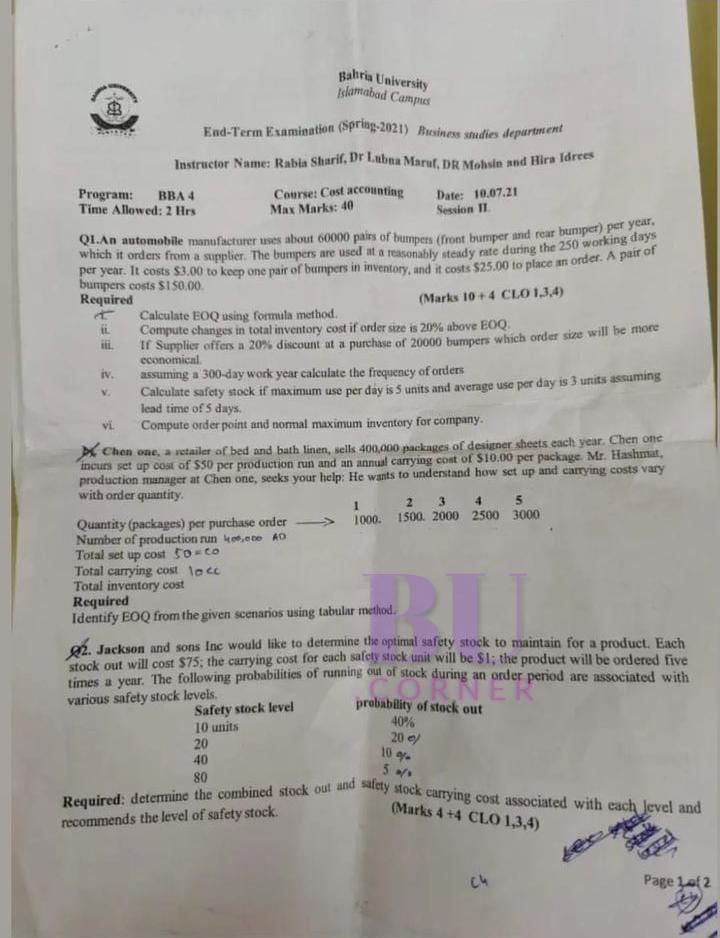 BAHRIA UNIVERSITY
Bahria University
Islamabad Campus
End-Term Examination (Spring-2021) Business studies department
Instructor Name: Rabia Sharif, Dr Lubna Maruf, DR Mohsin and Hira Idrees
Program: BBA 4 Course: Cost accounting Date: 10.07.21
Time Allowed: 2 Hrs Max Marks: 40 Session II.
Q1.An automobile manufacturer uses about 60000 pairs of bumpers (front bumper and rear bumper) per year,
which it orders from a supplier. The bumpers are used at a reasonably steady rate during the 250 working days
per year. It costs $3.00 to keep one pair of bumpers in inventory, and it costs $25.00 to place an order. A pair of
bumpers costs $150.00.
Required (Marks 10 + 4 CLO 1,3,4)
Calculate EOQ using formula method.
ii. Compute changes in total inventory cost if order size is 20% above EOQ.
iii. If Supplier offers a 20% discount at a purchase of 20000 bumpers which order size will be more
economical.
iv. assuming a 300-day work year calculate the frequency of orders
v. Calculate safety stock if maximum use per day is 5 units and average use per day is 3 units assuming
lead time of 5 days.
vi. Compute order point and normal maximum inventory for company.
Chen one, a retailer of bed and bath linen, sells 400,000 packages of designer sheets each year. Chen one
incurs set up cost of $50 per production run and an annual carrying cost of $10.00 per package. Mr. Hashmat,
production manager at Chen one, seeks your help: He wants to understand how set up and carrying costs vary
with order quantity.
1 2 3 4 5
Quantity (packages) per purchase order → 1000. 1500. 2000 2500 3000
Number of production run 400,000 AO
Total set up cost 50=CO
Total carrying cost 10CC
Total inventory cost
Required
Identify EOQ from the given scenarios using tabular method.
Q2. Jackson and sons Inc would like to determine the optimal safety stock to maintain for a product. Each
stock out will cost $75; the carrying cost for each safety stock unit will be $1; the product will be ordered five
times a year. The following probabilities of running out of stock during an order period are associated with
various safety stock levels.
Safety stock level probability of stock out
10 units 40%
20 20%
40 10%
80 5%
Required: determine the combined stock out and safety stock carrying cost associated with each level and
recommends the level of safety stock. (Marks 4 +4 CLO 1,3,4)
Ch
Page 1 of 2
BU
CORNER